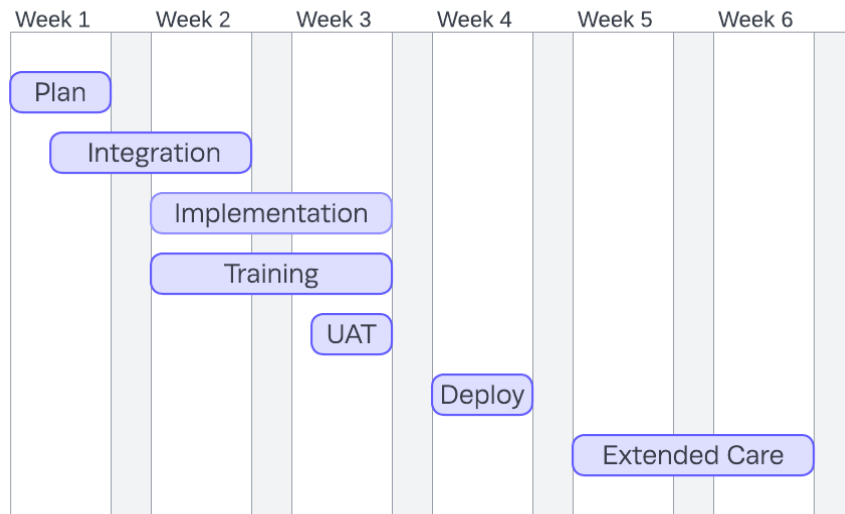 Week 1 Week 2 Week 3 Week 4 Week 5 Week 6
Plan
Integration
Implementation
Training
UAT
Deploy
Extended Care